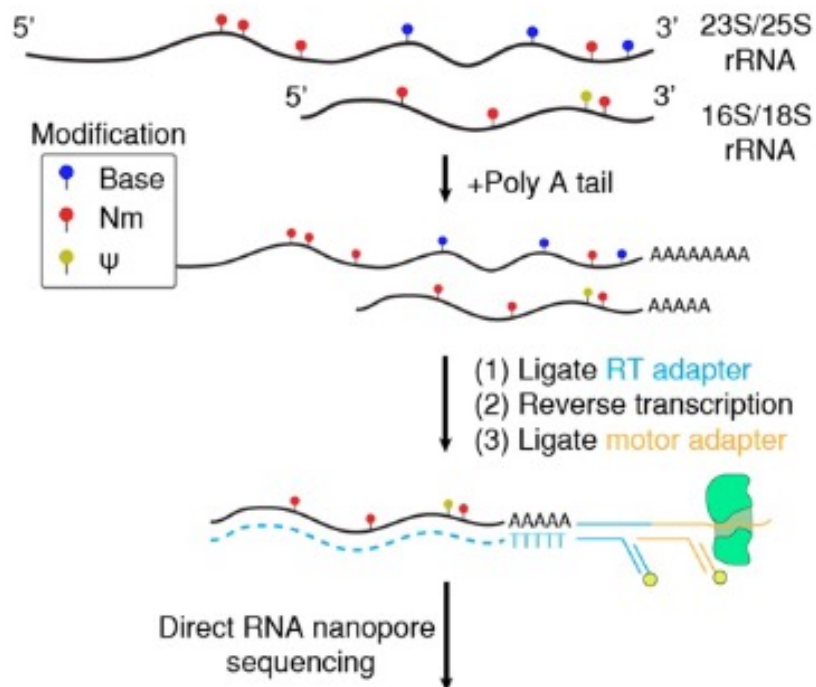 5' 3' 23S/25S
rRNA
5' 3' 16S/18S
rRNA
Modification
Base
Nm
Ψ
+Poly A tail
AAAAAAAA
AAAAA
(1) Ligate RT adapter
(2) Reverse transcription
(3) Ligate motor adapter
AAAAA
TTTTT
Direct RNA nanopore
sequencing